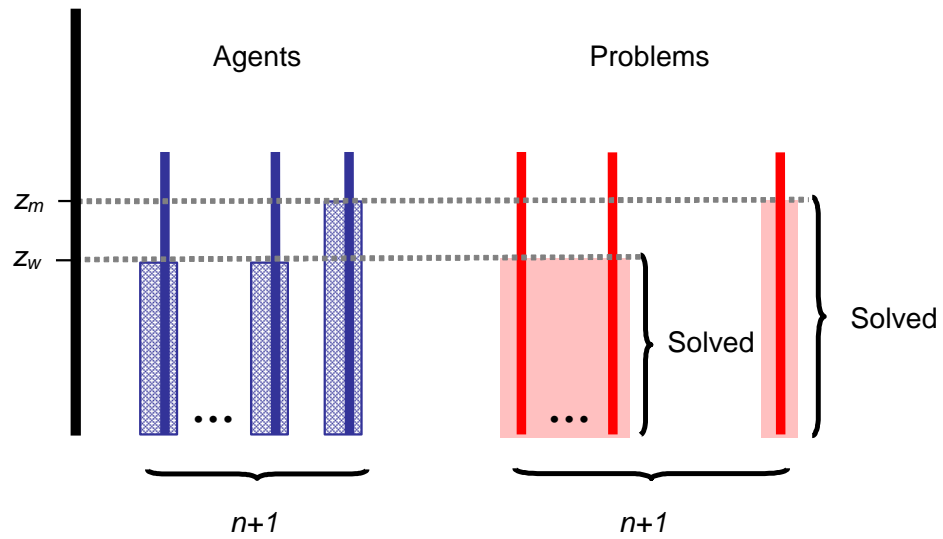 Agents
Problems
z_m
z_w
Solved
Solved
...
...
n+1
n+1